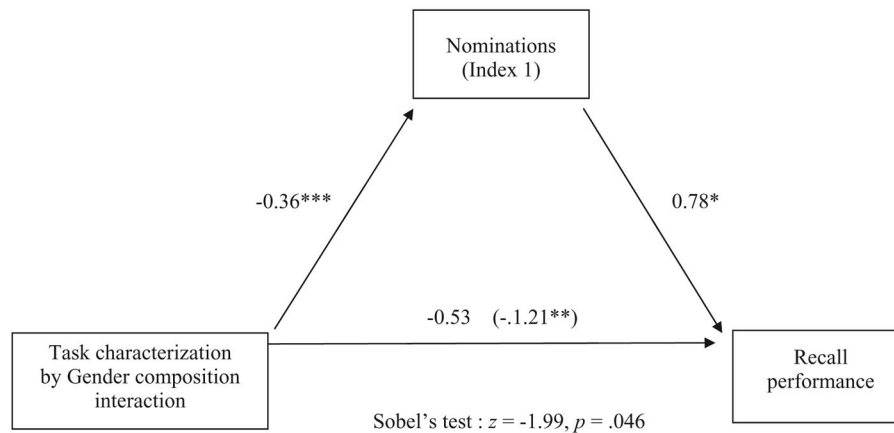 Nominations
(Index 1)
-0.36***
0.78*
-0.53 (-.1.21**)
Task characterization
by Gender composition
interaction
Recall
performance
Sobel’s test : z = -1.99, p = .046